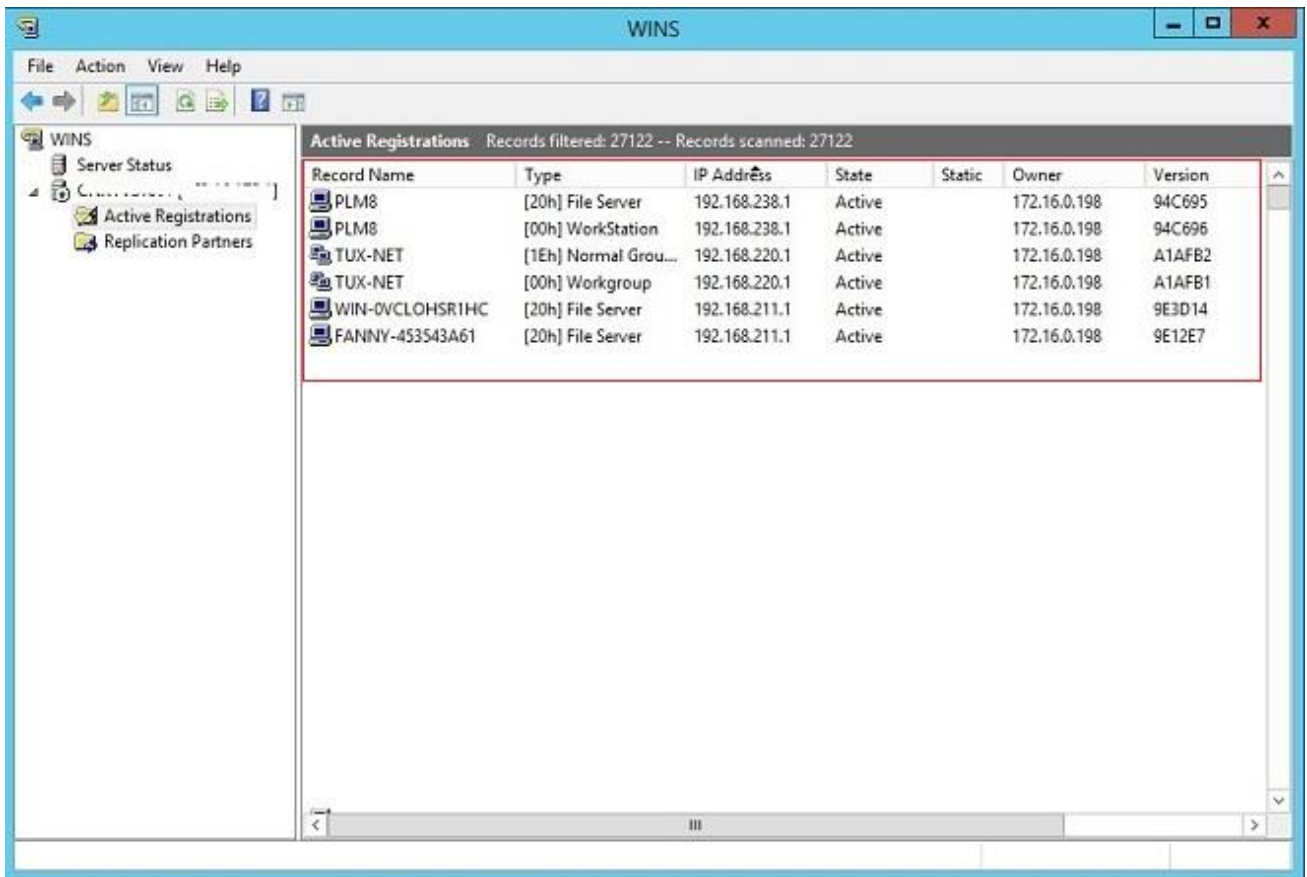 WINS
File Action View Help
WINS
Server Status
Active Registrations
Replication Partners
Active Registrations Records filtered: 27122 -- Records scanned: 27122
Record Name Type IP Address State Static Owner Version
PLM8 [20h] File Server 192.168.238.1 Active 172.16.0.198 94C695
PLM8 [00h] WorkStation 192.168.238.1 Active 172.16.0.198 94C696
TUX-NET [1Eh] Normal Grou... 192.168.220.1 Active 172.16.0.198 A1AFB2
TUX-NET [00h] Workgroup 192.168.220.1 Active 172.16.0.198 A1AFB1
WIN-0VCLOHSR1HC [20h] File Server 192.168.211.1 Active 172.16.0.198 9E3D14
FANNY-453543A61 [20h] File Server 192.168.211.1 Active 172.16.0.198 9E12E7